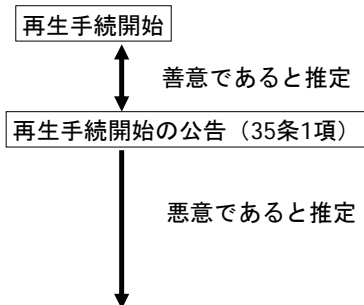 再生手続開始
善意であると推定
再生手続開始の公告（35条1項）
悪意であると推定